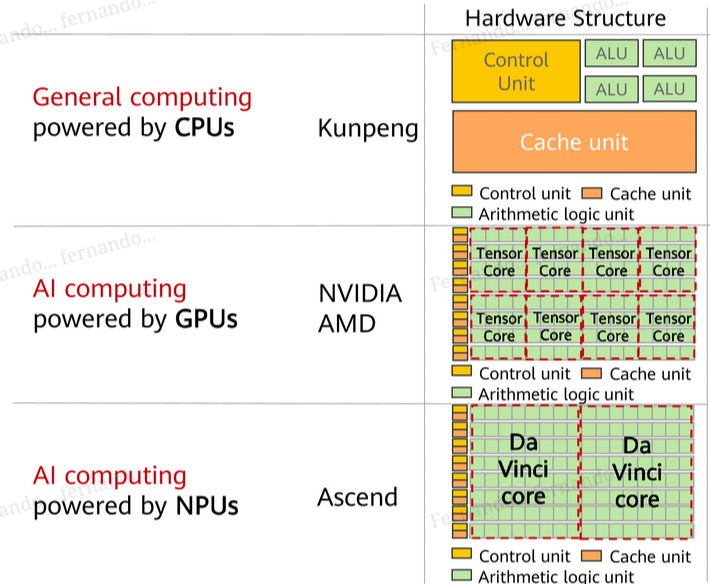 Hardware Structure
General computing
powered by CPUs
Kunpeng
Control
Unit
ALU ALU
ALU ALU
Cache unit
Control unit Cache unit
Arithmetic logic unit
AI computing
powered by GPUs
NVIDIA
AMD
Tensor Tensor Tensor Tensor
Core Core Core Core
Tensor Tensor Tensor Tensor
Core Core Core Core
Control unit Cache unit
Arithmetic logic unit
AI computing
powered by NPUs
Ascend
Da
Vinci
core
Da
Vinci
core
Control unit Cache unit
Arithmetic logic unit
fernando...
fernando...